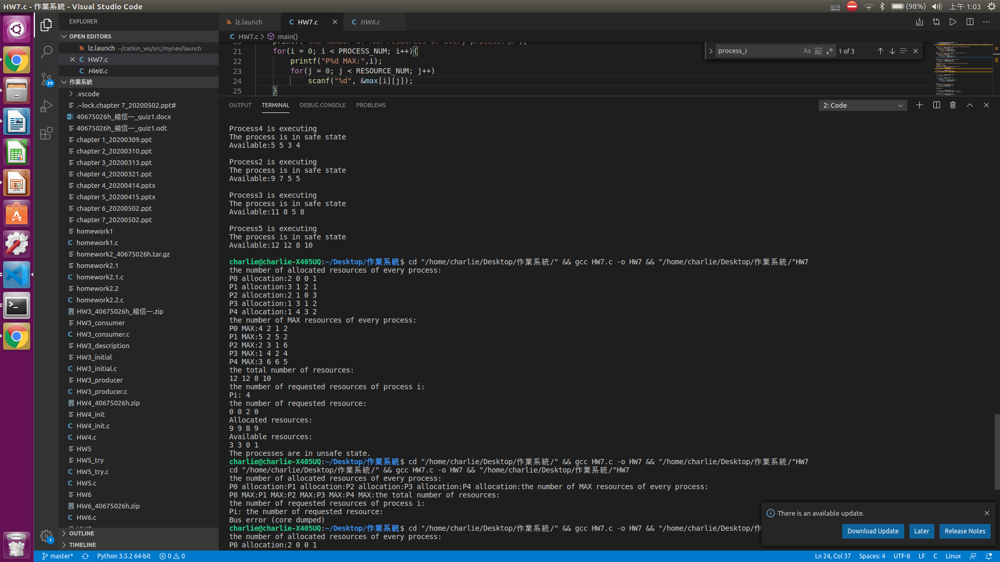 HW7.c - 作業系統 - Visual Studio Code
(98%)
上午 1:03
EXPLORER
OPEN EDITORS
lz.launch ~/catkin_ws/src/mynav/launch
HW7.c
HW6.c
作業系統
.vscode
.~lock.chapter 7_20200502.ppt#
40675026h_楊信一_quiz1.docx
40675026h_楊信一_quiz1.odt
chapter 1_20200309.ppt
chapter 2_20200310.ppt
chapter 3_20200313.ppt
chapter 4_20200321.ppt
chapter 4_20200414.pptx
chapter 5_20200415.pptx
chapter 6_20200502.ppt
chapter 7_20200502.ppt
homework1
homework1.c
homework2_40675026h.tar.gz
homework2.1
homework2.1.c
homework2.2
homework2.2.c
HW3_40675026h_楊信一.zip
HW3_consumer
HW3_consumer.c
HW3_description
HW3_initial
HW3_initial.c
HW3_producer
HW3_producer.c
HW4_40675026h.zip
HW4_init
HW4_init.c
HW4.c
HW5
HW5_try
HW5_try.c
HW5.c
HW6
HW6_40675026h.zip
HW6.c
OUTLINE
TIMELINE
39
1
lz.launch
HW7.c
HW6.c
HW7.c > main()
21 for(i = 0; i < PROCESS_NUM; i++){
22 printf("P%d MAX:",i);
23 for(j = 0; j < RESOURCE_NUM; j++)
24 scanf("%d", &max[i][j]);
25 }
process_i
Aa
Abl
.*
1 of 3
OUTPUT
TERMINAL
DEBUG CONSOLE
PROBLEMS
2: Code
Process4 is executing
The process is in safe state
Available:5 5 3 4
Process2 is executing
The process is in safe state
Available:9 7 5 5
Process3 is executing
The process is in safe state
Available:11 8 5 8
Process5 is executing
The process is in safe state
Available:12 12 8 10
charlie@charlie-X405UQ:~/Desktop/作業系統$ cd "/home/charlie/Desktop/作業系統/" && gcc HW7.c -o HW7 && "/home/charlie/Desktop/作業系統/"HW7
the number of allocated resources of every process:
P0 allocation:2 0 0 1
P1 allocation:3 1 2 1
P2 allocation:2 1 0 3
P3 allocation:1 3 1 2
P4 allocation:1 4 3 2
the number of MAX resources of every process:
P0 MAX:4 2 1 2
P1 MAX:5 2 5 2
P2 MAX:2 3 1 6
P3 MAX:1 4 2 4
P4 MAX:3 6 6 5
the total number of resources:
12 12 8 10
the number of requested resources of process i:
Pi: 4
the number of requested resource:
0 0 2 0
Allocated resources:
9 9 8 9
Available resources:
3 3 0 1
The processes are in unsafe state.
charlie@charlie-X405UQ:~/Desktop/作業系統$ cd "/home/charlie/Desktop/作業系統/" && gcc HW7.c -o HW7 && "/home/charlie/Desktop/作業系統/"HW7
cd "/home/charlie/Desktop/作業系統/" && gcc HW7.c -o HW7 && "/home/charlie/Desktop/作業系統/"HW7
the number of allocated resources of every process:
P0 allocation:P1 allocation:P2 allocation:P3 allocation:P4 allocation:the number of MAX resources of every process:
P0 MAX:P1 MAX:P2 MAX:P3 MAX:P4 MAX:the total number of resources:
the number of requested resources of process i:
Pi: the number of requested resource:
Bus error (core dumped)
charlie@charlie-X405UQ:~/Desktop/作業系統$ cd "/home/charlie/Desktop/作業系統/" && gcc HW7.c -o HW7 && "/home/charlie/Desktop/作
the number of allocated resources of every process:
P0 allocation:2 0 0 1
There is an available update.
Download Update
Later
Release Notes
master*
Python 3.5.2 64-bit
0
0
Ln 24, Col 37
Spaces: 4
UTF-8
LF
C
Linux